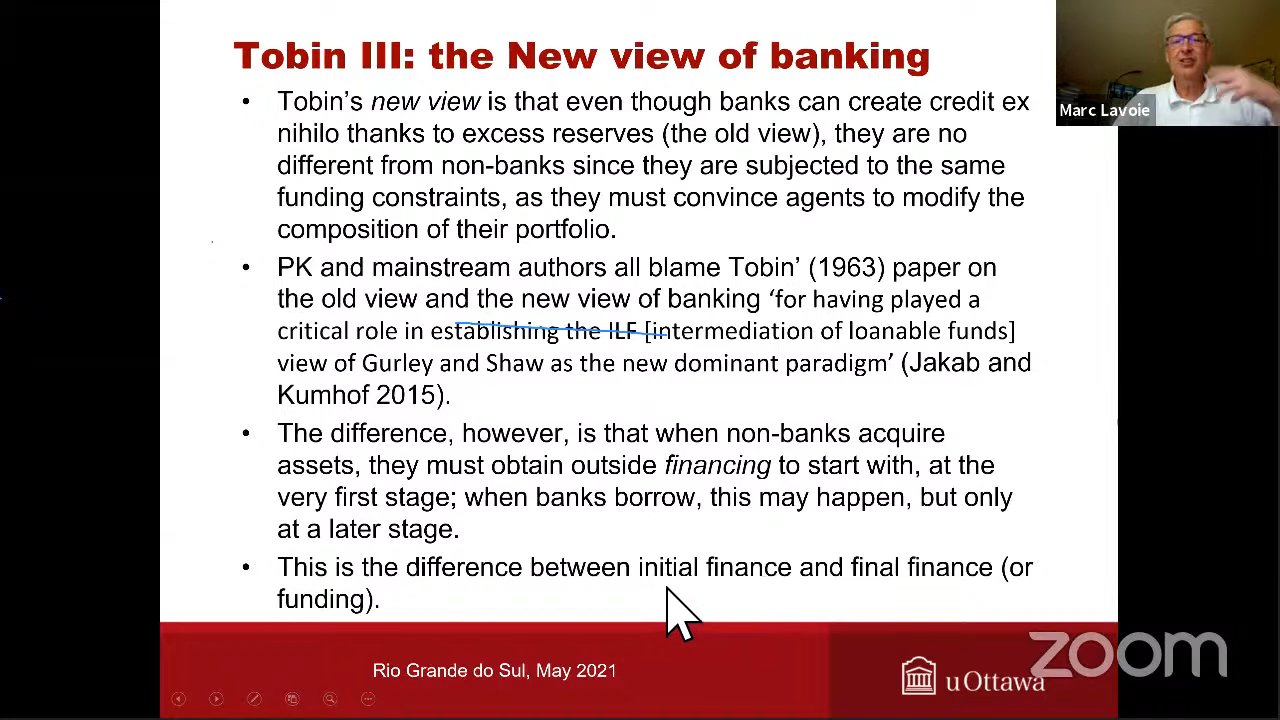 Tobin III: the New view of banking
• Tobin's new view is that even though banks can create credit ex
nihilo thanks to excess reserves (the old view), they are no
different from non-banks since they are subjected to the same
funding constraints, as they must convince agents to modify the
composition of their portfolio.
• PK and mainstream authors all blame Tobin' (1963) paper on
the old view and the new view of banking 'for having played a
critical role in establishing the ILF [intermediation of loanable funds]
view of Gurley and Shaw as the new dominant paradigm' (Jakab and
Kumhof 2015).
• The difference, however, is that when non-banks acquire
assets, they must obtain outside financing to start with, at the
very first stage; when banks borrow, this may happen, but only
at a later stage.
• This is the difference between initial finance and final finance (or
funding).
Marc Lavoie
Rio Grande do Sul, May 2021
uOttawa
zoom